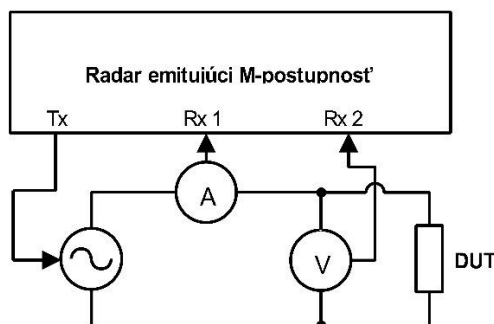 Radar emitujúci M-postupnosť
Tx Rx 1 Rx 2
A
V
DUT